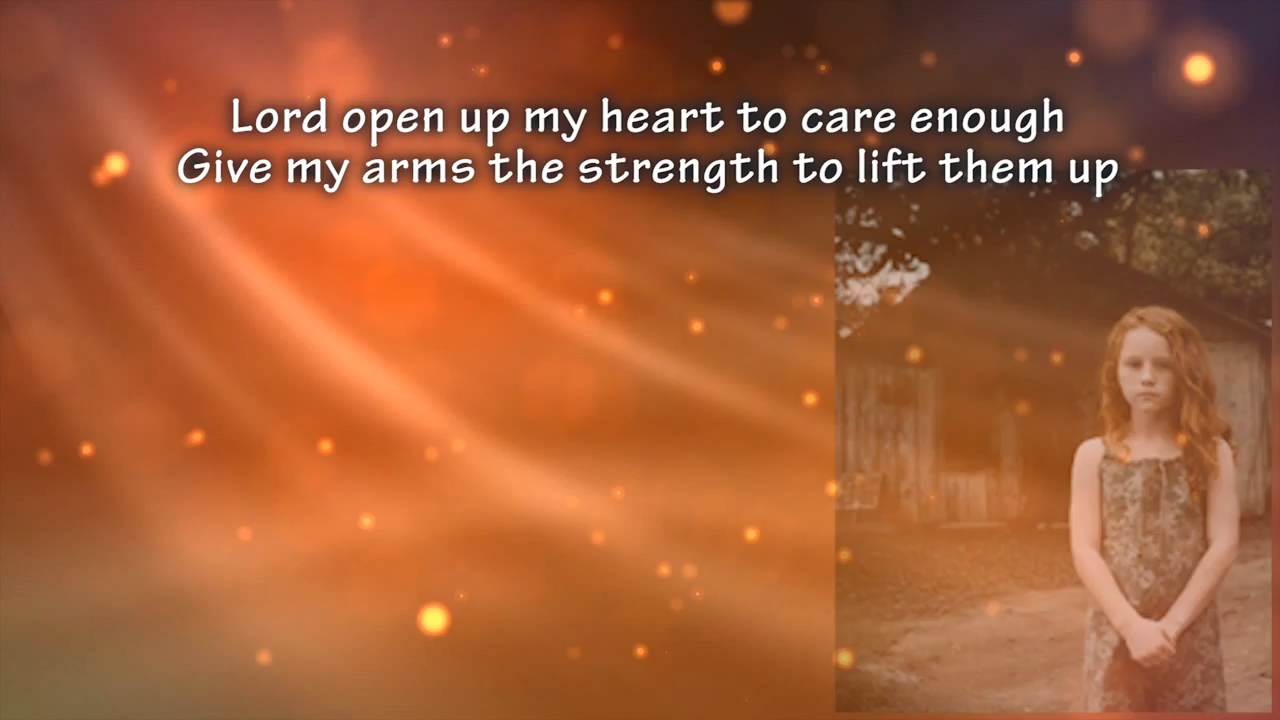 Lord open up my heart to care enough
Give my arms the strength to lift them up